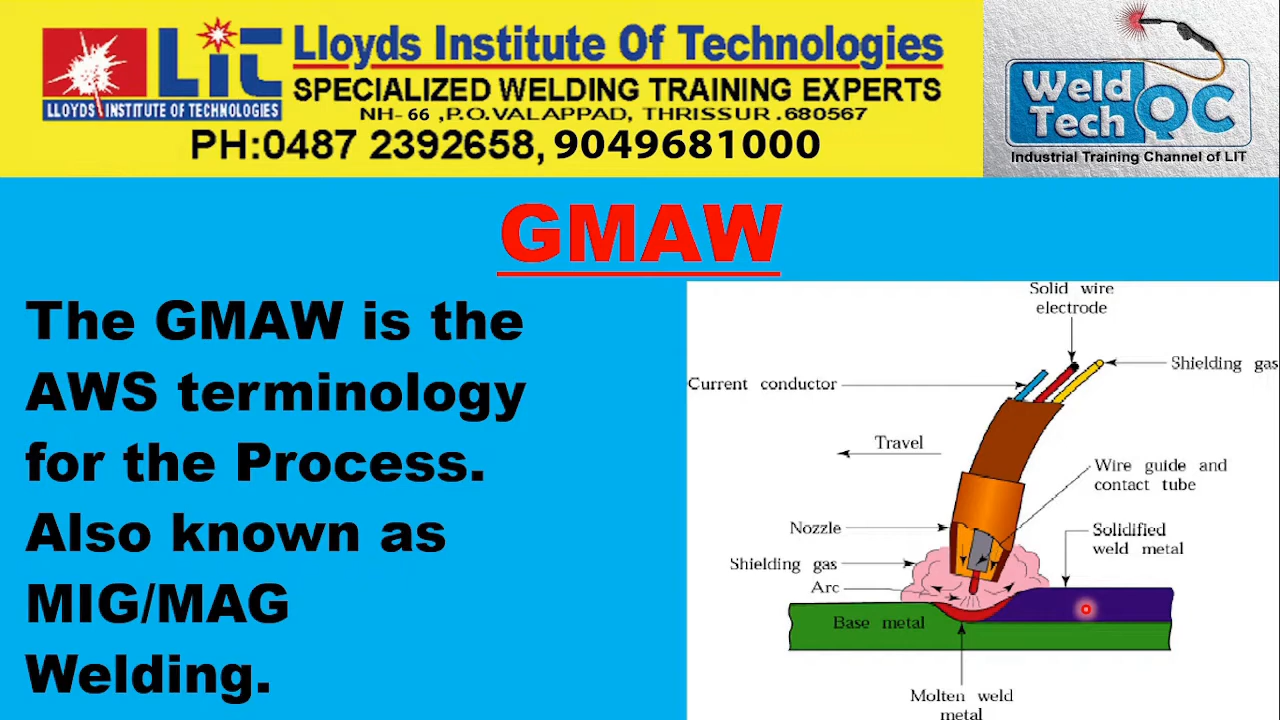 LiT
LLOYDS INSTITUTE OF TECHNOLOGIES
Lloyds Institute Of Technologies
SPECIALIZED WELDING TRAINING EXPERTS
NH- 66 ,P.O.VALAPPAD, THRISSUR .680567
PH:0487 2392658, 9049681000
Weld
Tech QC
Industrial Training Channel of LIT
GMAW
The GMAW is the
AWS terminology
for the Process.
Also known as
MIG/MAG
Welding.
Solid wire
electrode
Shielding gas
Current conductor
Travel
Wire guide and
contact tube
Nozzle
Solidified
weld metal
Shielding gas
Arc
Base metal
Molten weld
metal